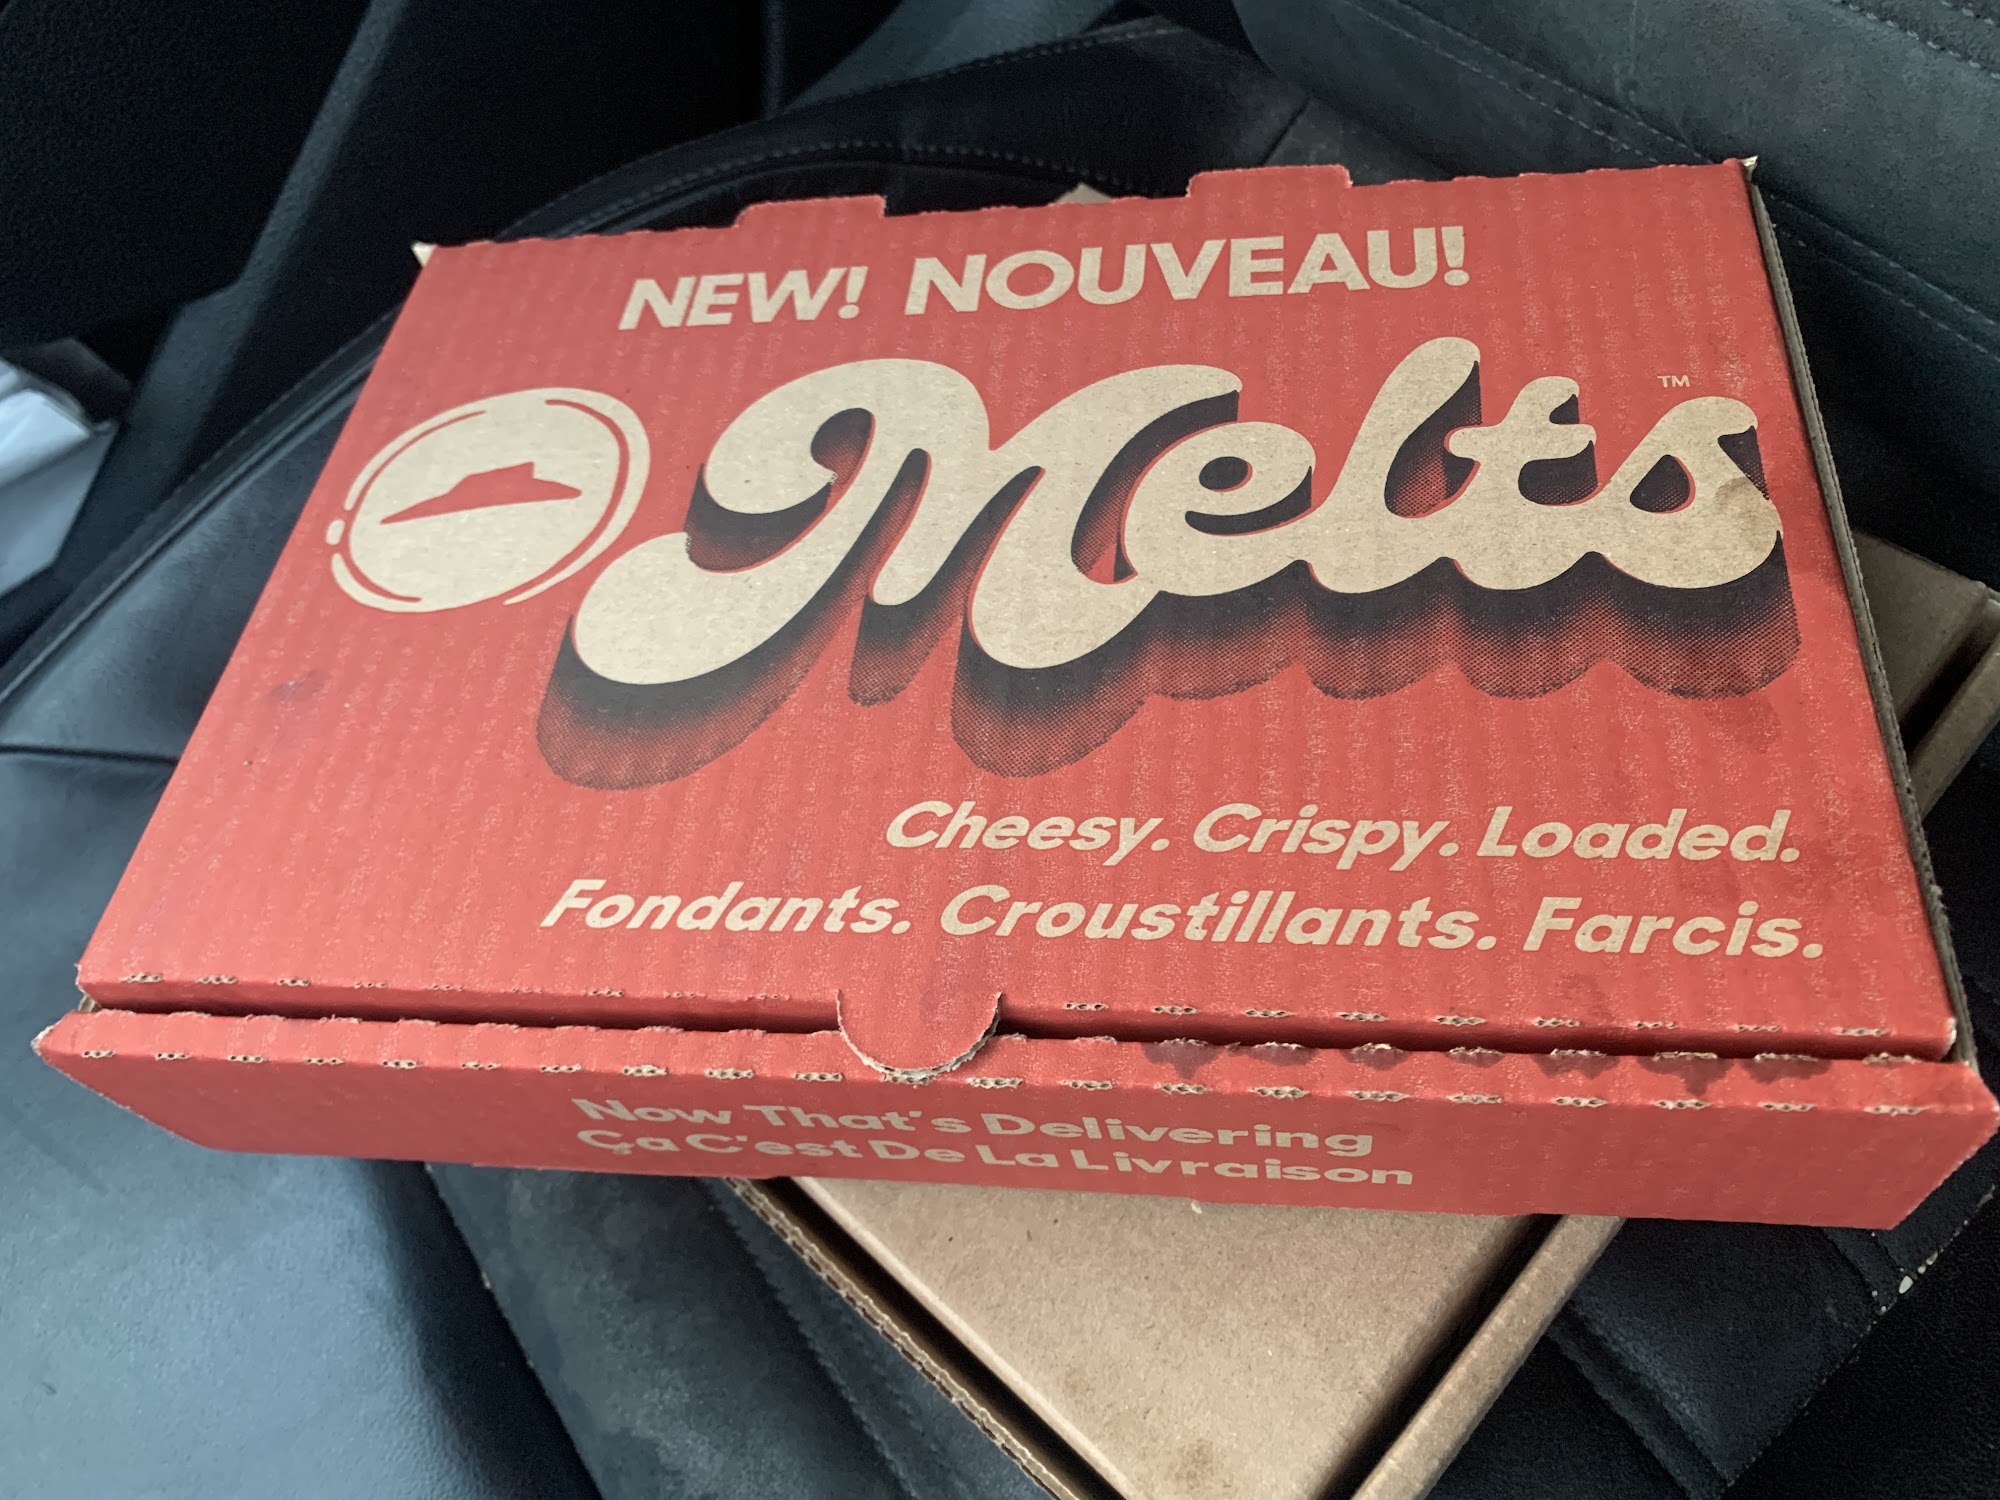 NEW! NOUVEAU!
Melts™
Cheesy. Crispy. Loaded.
Fondants. Croustillants. Farcis.
Now That's Delivering
Ça C'est De La Livraison